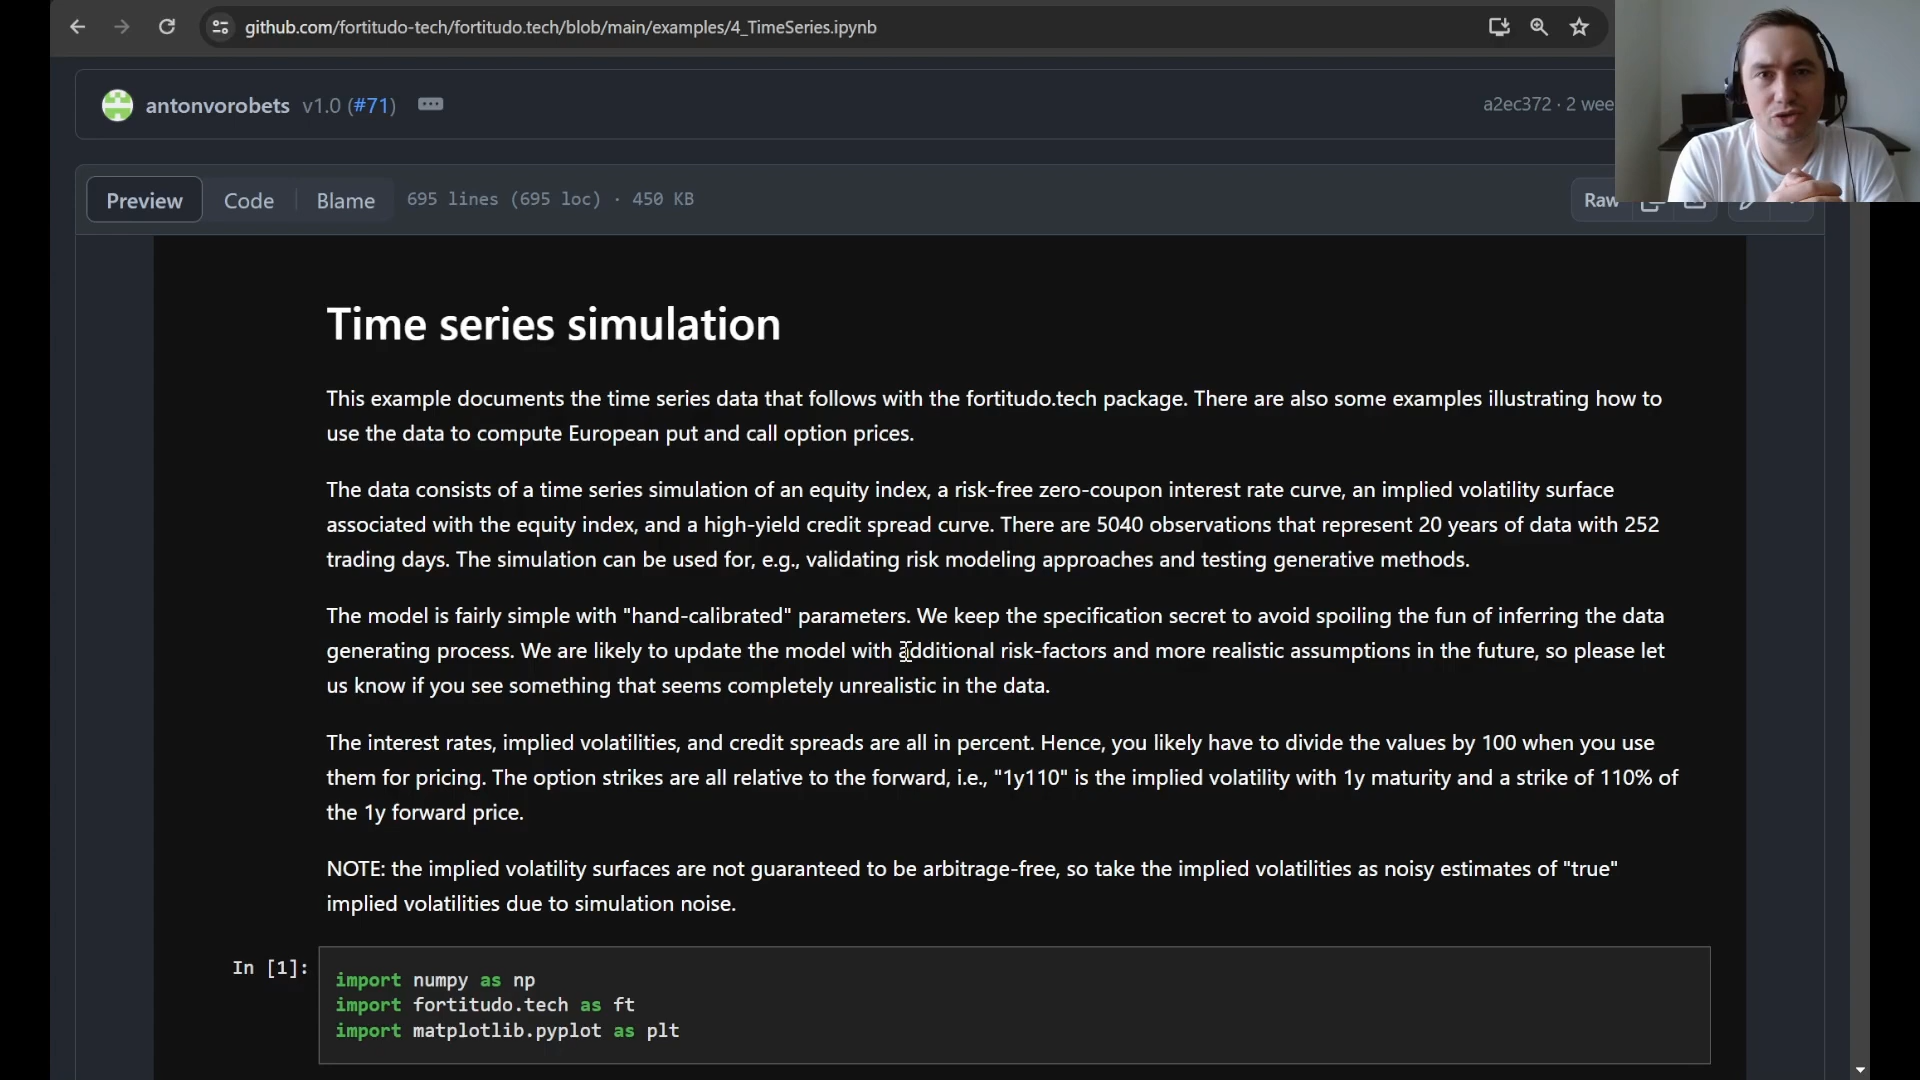 github.com/fortitudo-tech/fortitudo.tech/blob/main/examples/4_TimeSeries.ipynb
antonvorobets v1.0 (#71)
a2ec372 · 2 wee
Preview Code Blame 695 lines (695 loc) · 450 KB
Raw
Time series simulation
This example documents the time series data that follows with the fortitudo.tech package. There are also some examples illustrating how to
use the data to compute European put and call option prices.
The data consists of a time series simulation of an equity index, a risk-free zero-coupon interest rate curve, an implied volatility surface
associated with the equity index, and a high-yield credit spread curve. There are 5040 observations that represent 20 years of data with 252
trading days. The simulation can be used for, e.g., validating risk modeling approaches and testing generative methods.
The model is fairly simple with "hand-calibrated" parameters. We keep the specification secret to avoid spoiling the fun of inferring the data
generating process. We are likely to update the model with additional risk-factors and more realistic assumptions in the future, so please let
us know if you see something that seems completely unrealistic in the data.
The interest rates, implied volatilities, and credit spreads are all in percent. Hence, you likely have to divide the values by 100 when you use
them for pricing. The option strikes are all relative to the forward, i.e., "1y110" is the implied volatility with 1y maturity and a strike of 110% of
the 1y forward price.
NOTE: the implied volatility surfaces are not guaranteed to be arbitrage-free, so take the implied volatilities as noisy estimates of "true"
implied volatilities due to simulation noise.
In [1]:
import numpy as np
import fortitudo.tech as ft
import matplotlib.pyplot as plt